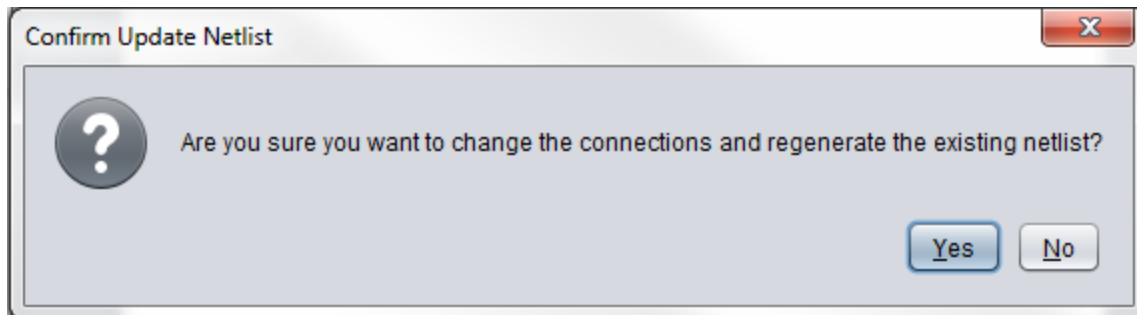 Confirm Update Netlist
Are you sure you want to change the connections and regenerate the existing netlist?
Yes
No